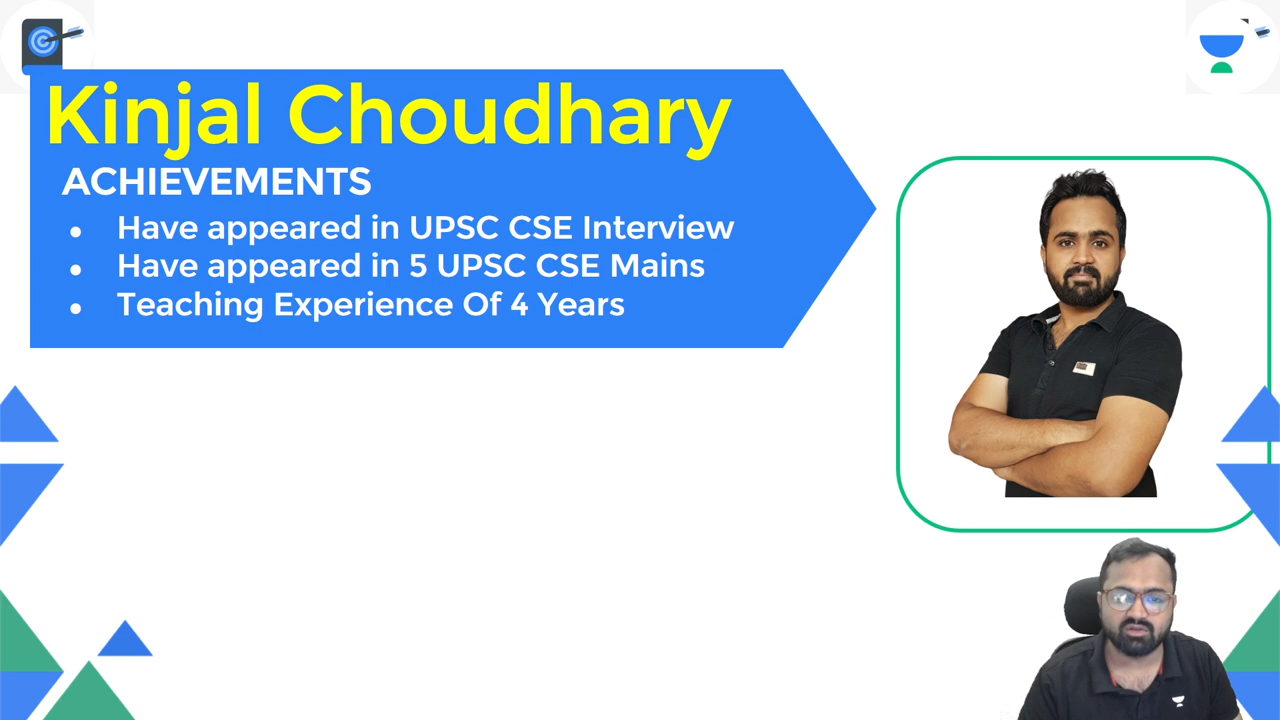 Kinjal Choudhary
ACHIEVEMENTS
● Have appeared in UPSC CSE Interview
● Have appeared in 5 UPSC CSE Mains
● Teaching Experience Of 4 Years